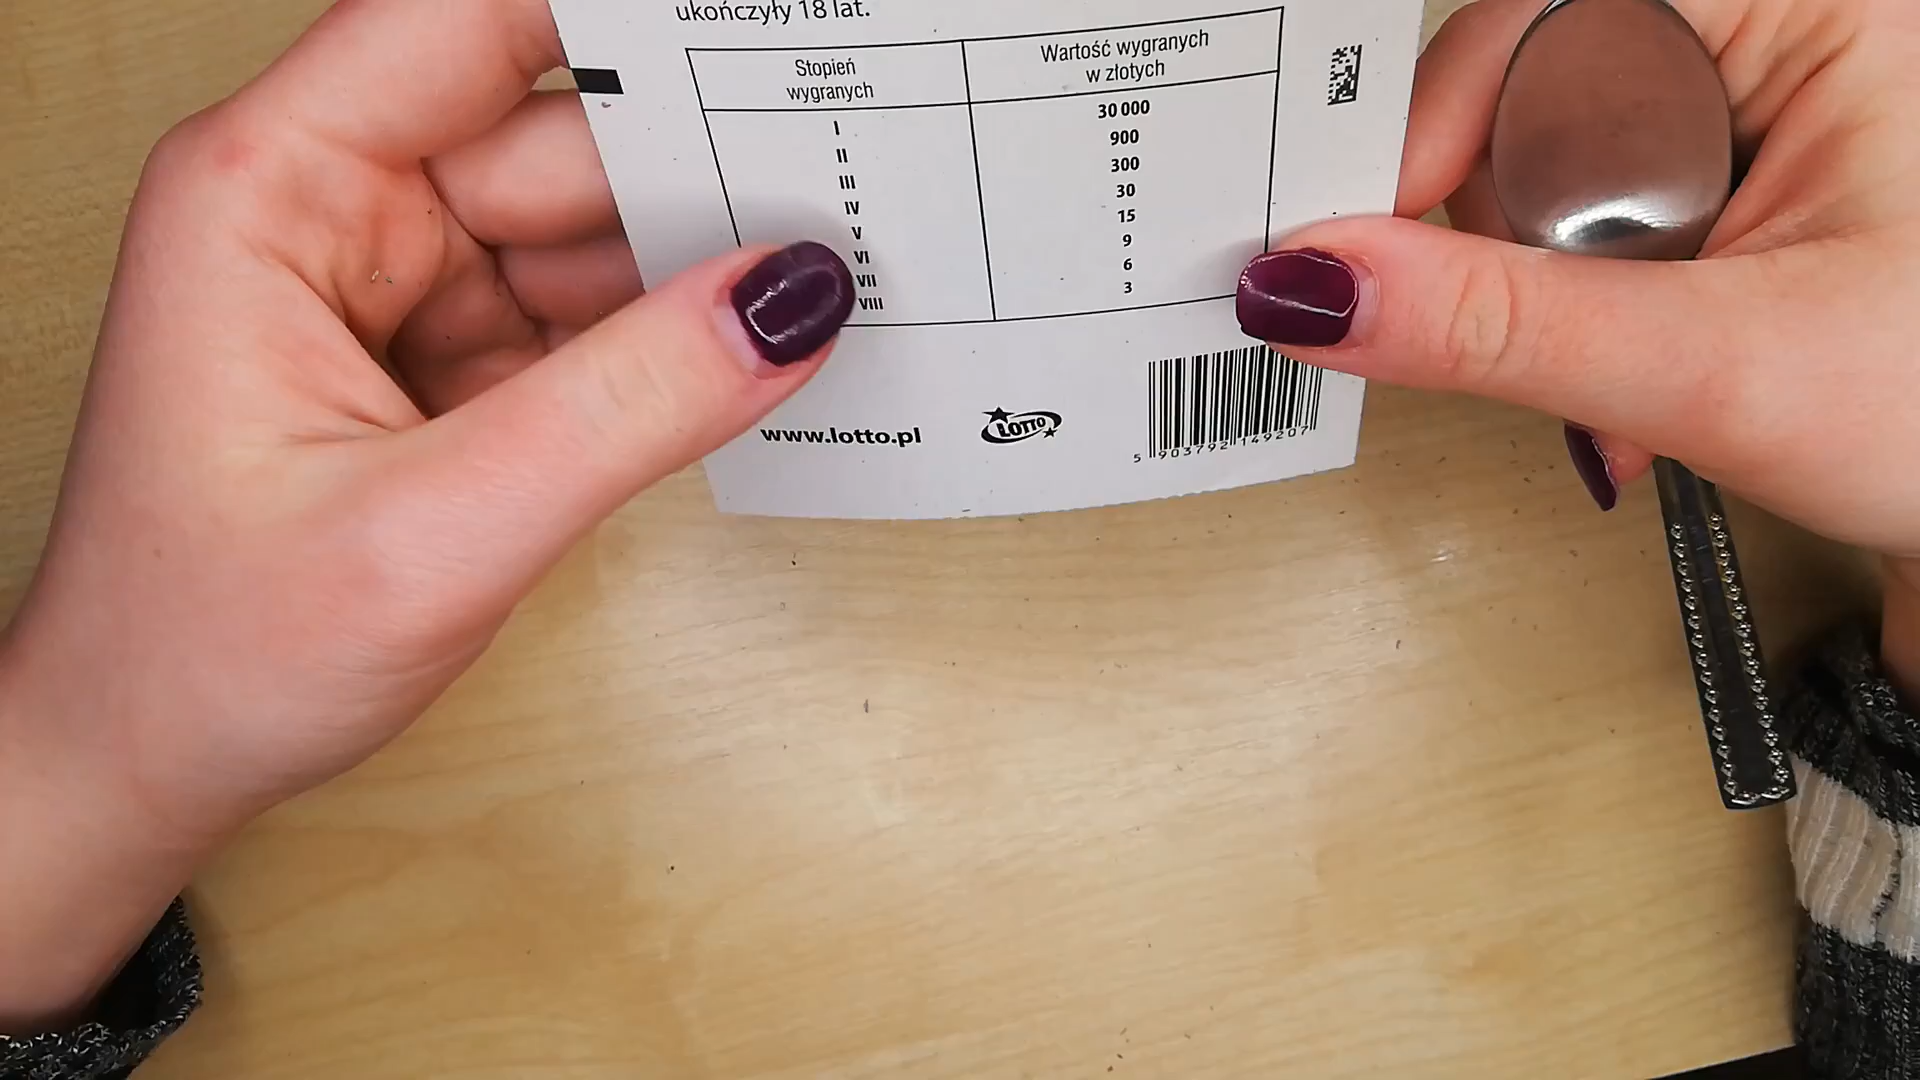 ukończyły 18 lat.
Stopień
wygranych
Wartość wygranych
w złotych
I 30 000
II 900
III 300
IV 30
V 15
VI 9
VII 6
VIII 3
www.lotto.pl
LOTTO
5 903792 149207